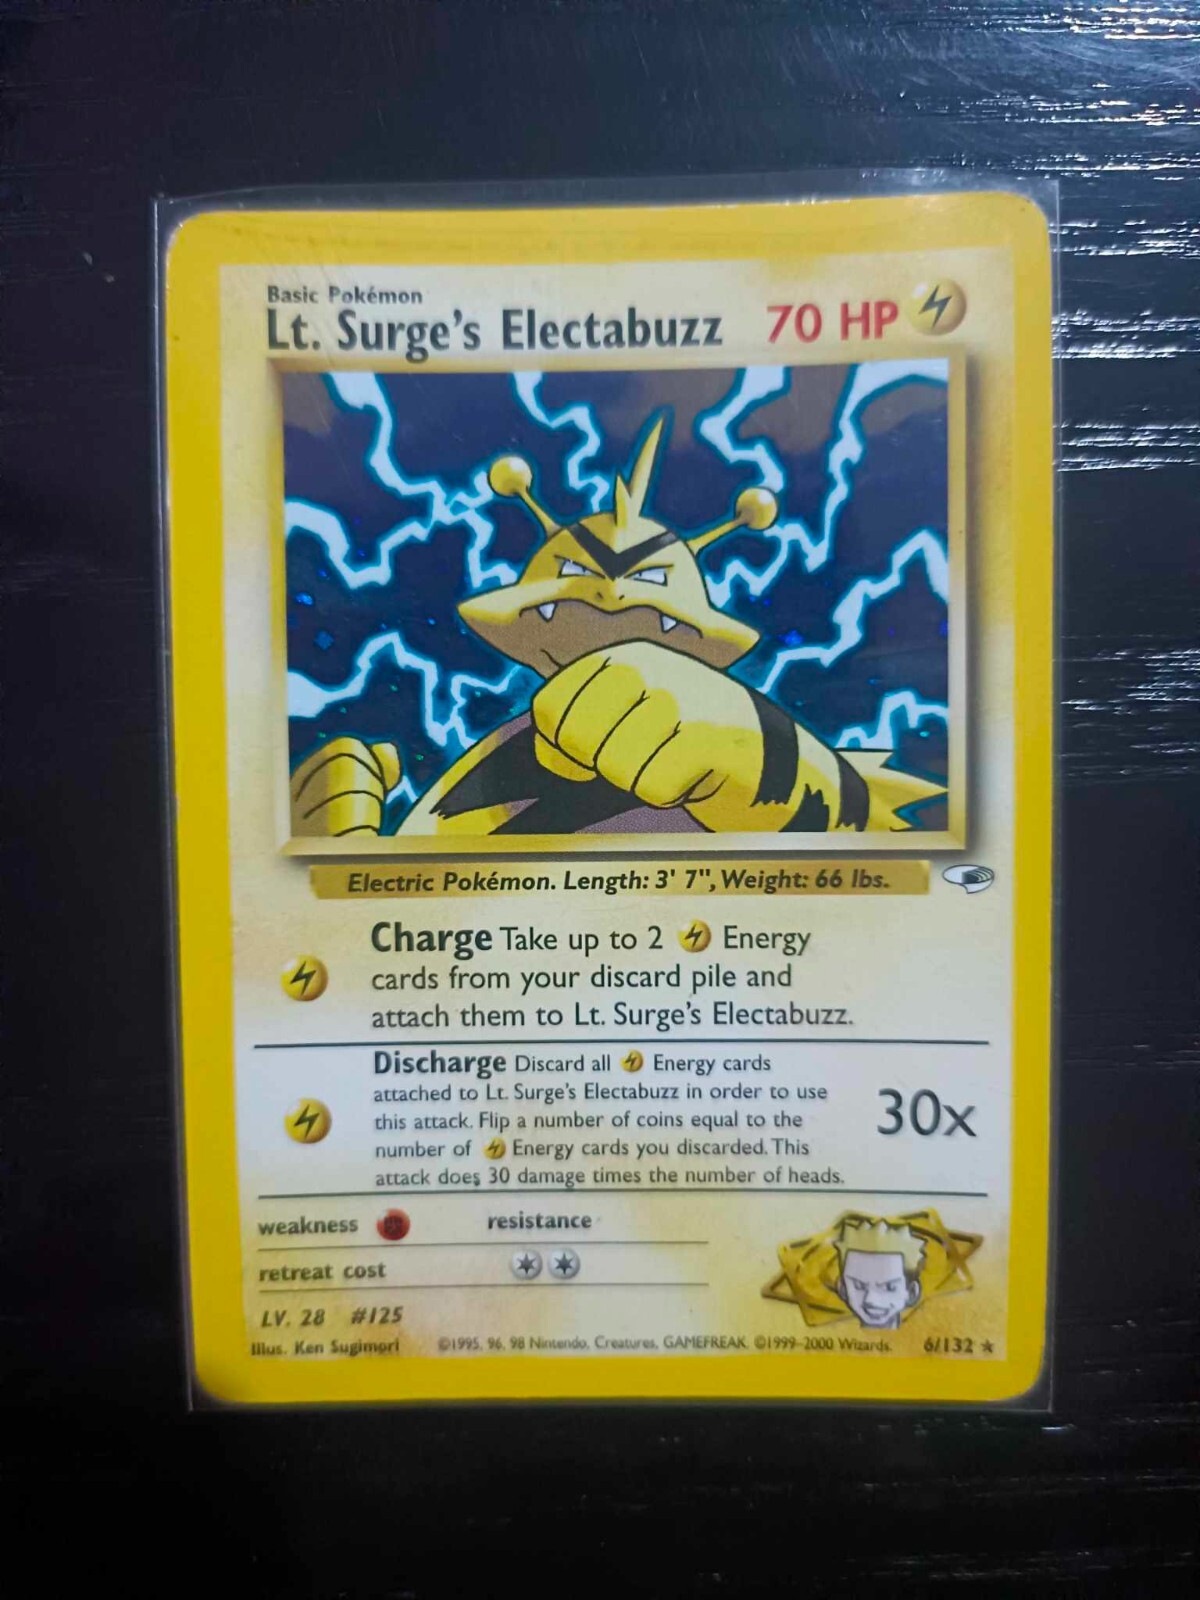 Basic Pokémon
Lt. Surge's Electabuzz 70 HP
Electric Pokémon. Length: 3' 7", Weight: 66 lbs.
Charge Take up to 2 Energy
cards from your discard pile and
attach them to Lt. Surge's Electabuzz.
Discharge Discard all Energy cards
attached to Lt. Surge's Electabuzz in order to use
this attack. Flip a number of coins equal to the
number of Energy cards you discarded. This
attack does 30 damage times the number of heads.
30x
weakness resistance
retreat cost
LV. 28 #125
Illus. Ken Sugimori ©1995, 96, 98 Nintendo, Creatures, GAMEFREAK. ©1999-2000 Wizards. 6/132 ★